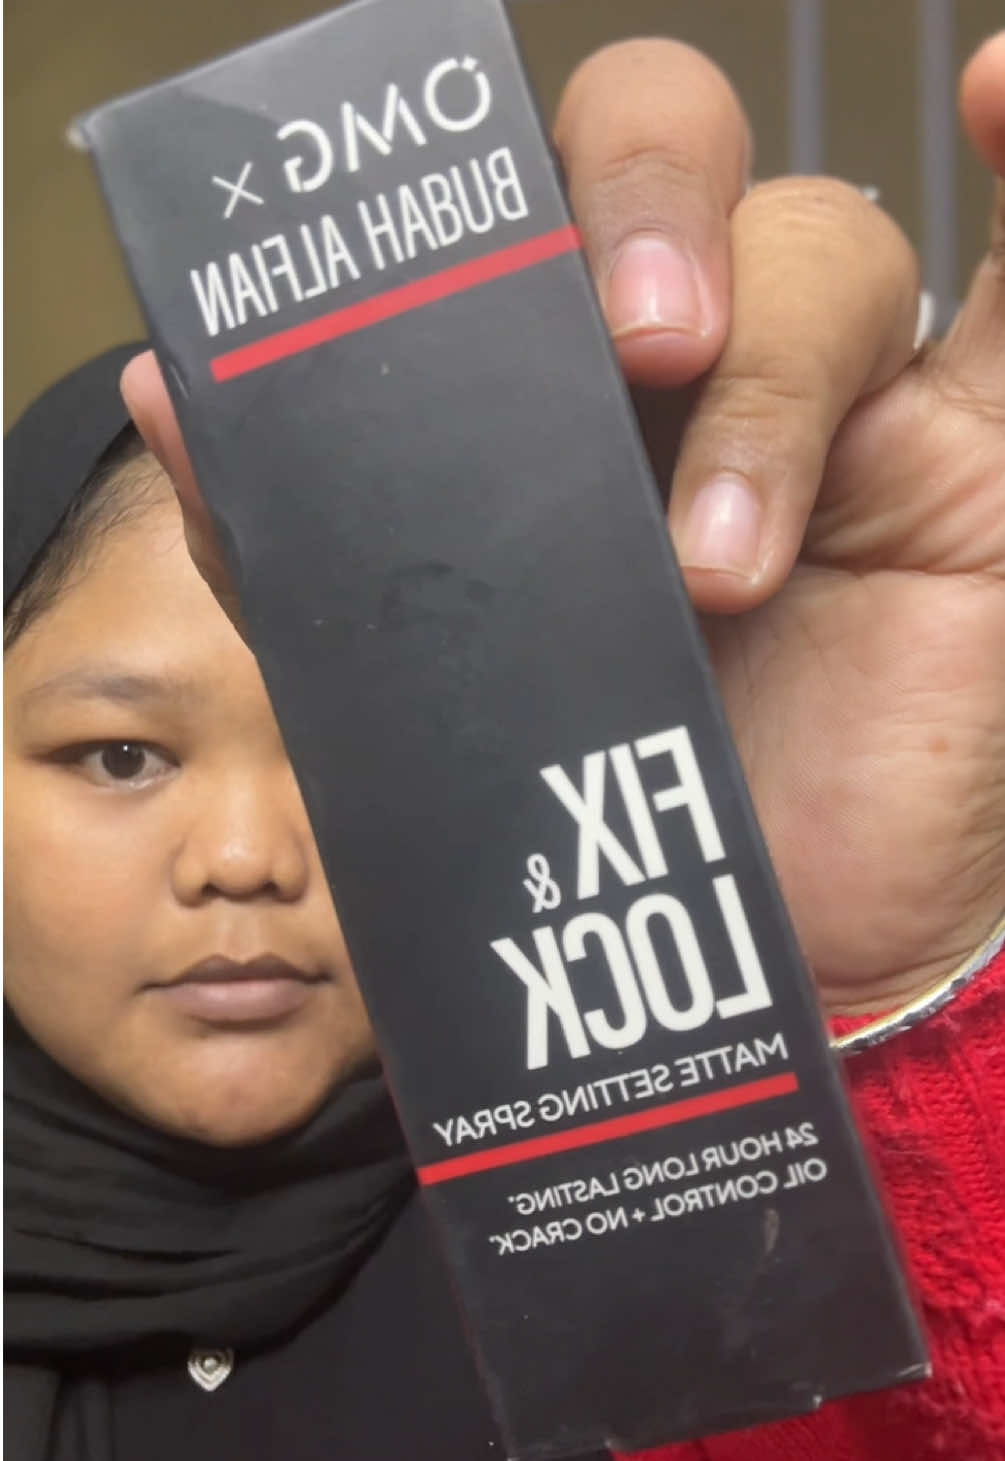 OMG X
BUBAH ALFIAN
FIX &
LOCK
MATTE SETTING SPRAY
24 HOUR LONG LASTING*
OIL CONTROL + NO CRACK*